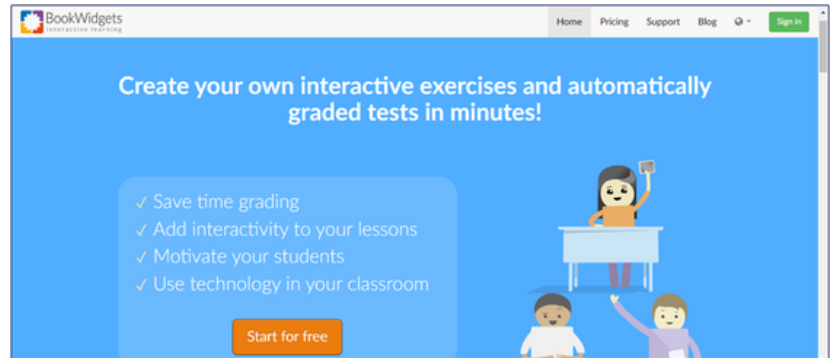 BookWidgets
interactive learning
Home Pricing Support Blog Sign in
Create your own interactive exercises and automatically
graded tests in minutes!
✓ Save time grading
✓ Add interactivity to your lessons
✓ Motivate your students
✓ Use technology in your classroom
Start for free